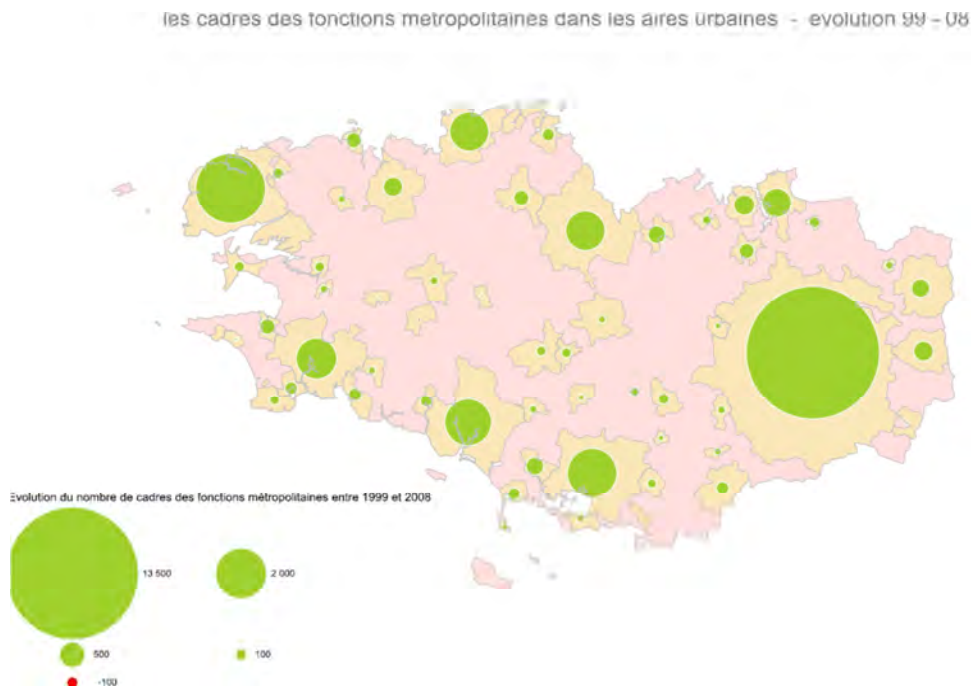 les cadres des fonctions métropolitaines dans les aires urbaines - évolution 99 - 08
Evolution du nombre de cadres des fonctions métropolitaines entre 1999 et 2008
13 500
2 000
500
100
-100